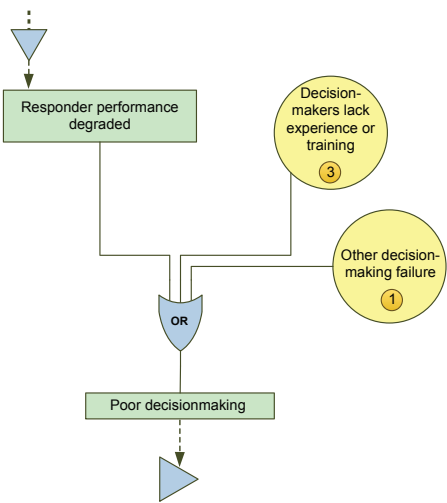 Responder performance
degraded
Decision-
makers lack
experience or
training
3
Other decision-
making failure
1
OR
Poor decisionmaking